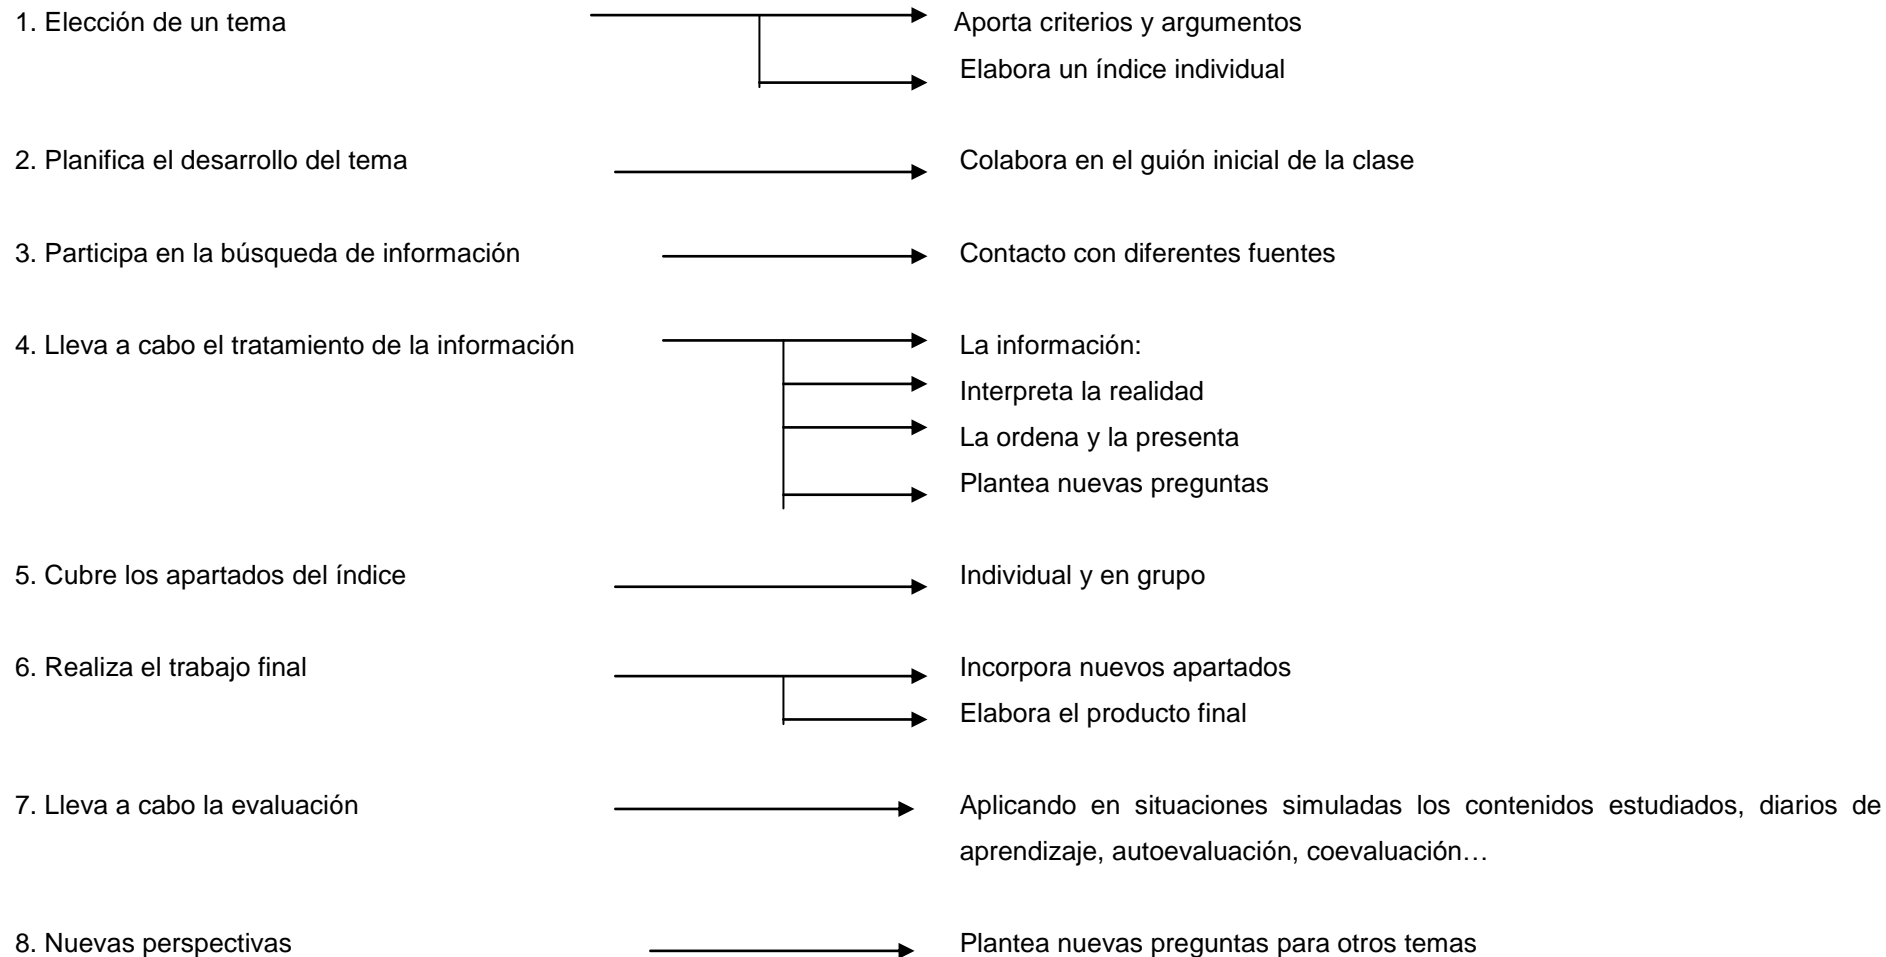 1. Elección de un tema
Aporta criterios y argumentos
Elabora un índice individual
2. Planifica el desarrollo del tema
Colabora en el guión inicial de la clase
3. Participa en la búsqueda de información
Contacto con diferentes fuentes
4. Lleva a cabo el tratamiento de la información
La información:
Interpreta la realidad
La ordena y la presenta
Plantea nuevas preguntas
5. Cubre los apartados del índice
Individual y en grupo
6. Realiza el trabajo final
Incorpora nuevos apartados
Elabora el producto final
7. Lleva a cabo la evaluación
Aplicando en situaciones simuladas los contenidos estudiados, diarios de
aprendizaje, autoevaluación, coevaluación…
8. Nuevas perspectivas
Plantea nuevas preguntas para otros temas